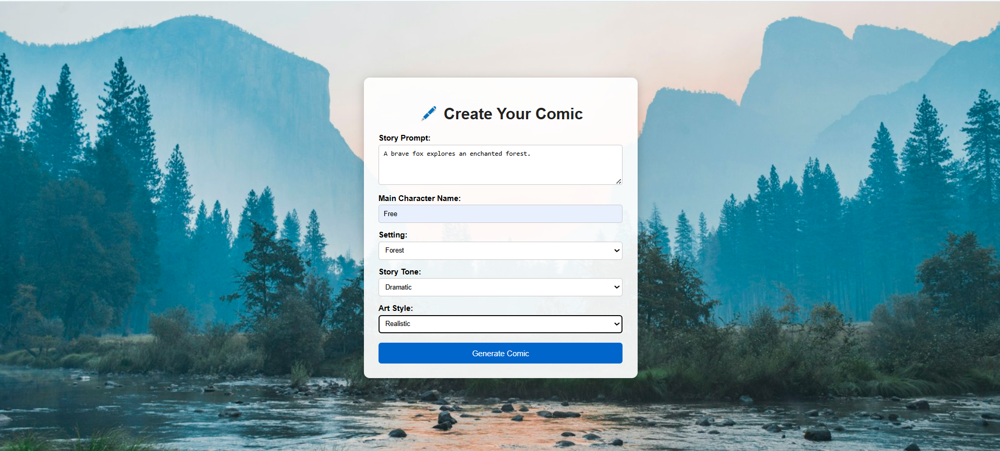 Create Your Comic
Story Prompt:
A brave fox explores an enchanted forest.
Main Character Name:
Free
Setting:
Forest
Story Tone:
Dramatic
Art Style:
Realistic
Generate Comic